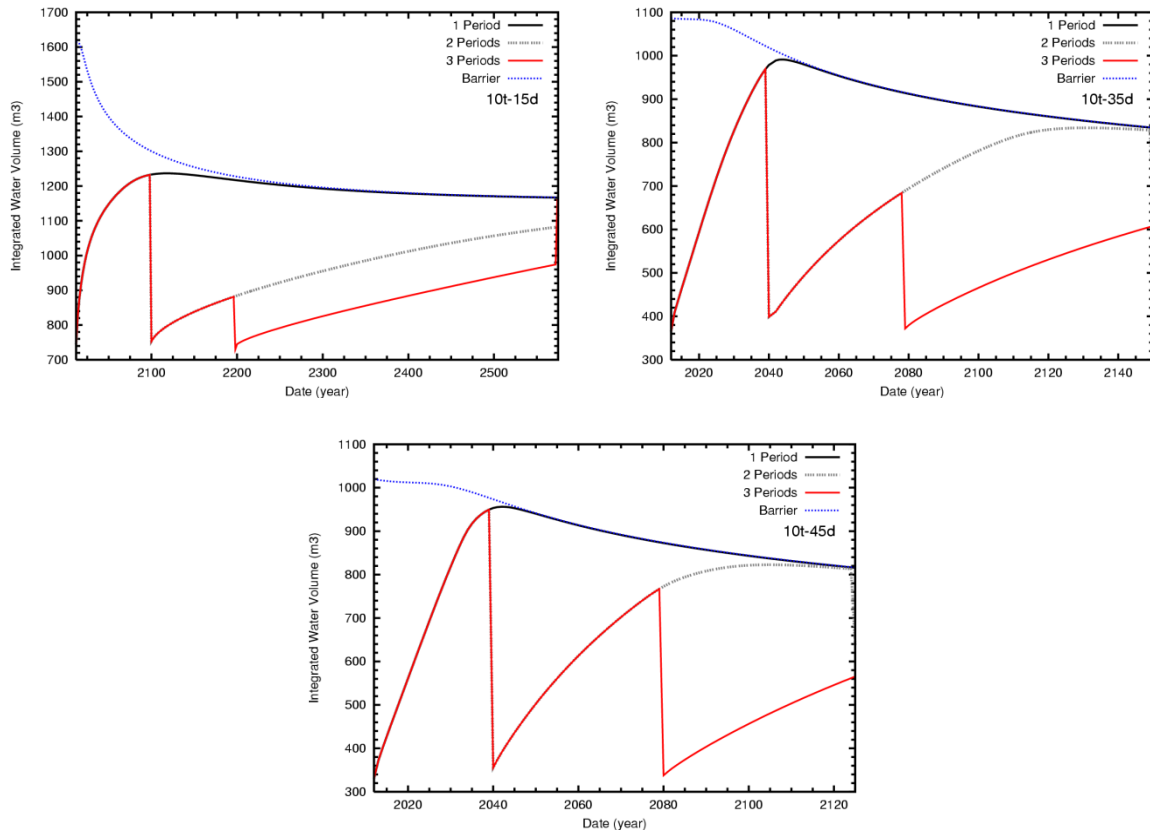 1700
1600
1500
1400
1300
1200
1100
1000
900
800
700
Integrated Water Volume (m3)
1 Period
2 Periods
3 Periods
Barrier
10t-15d
2100 2200 2300 2400 2500
Date (year)
1100
1000
900
800
700
600
500
400
300
Integrated Water Volume (m3)
1 Period
2 Periods
3 Periods
Barrier
10t-35d
2020 2040 2060 2080 2100 2120 2140
Date (year)
1100
1000
900
800
700
600
500
400
300
Integrated Water Volume (m3)
1 Period
2 Periods
3 Periods
Barrier
10t-45d
2020 2040 2060 2080 2100 2120
Date (year)